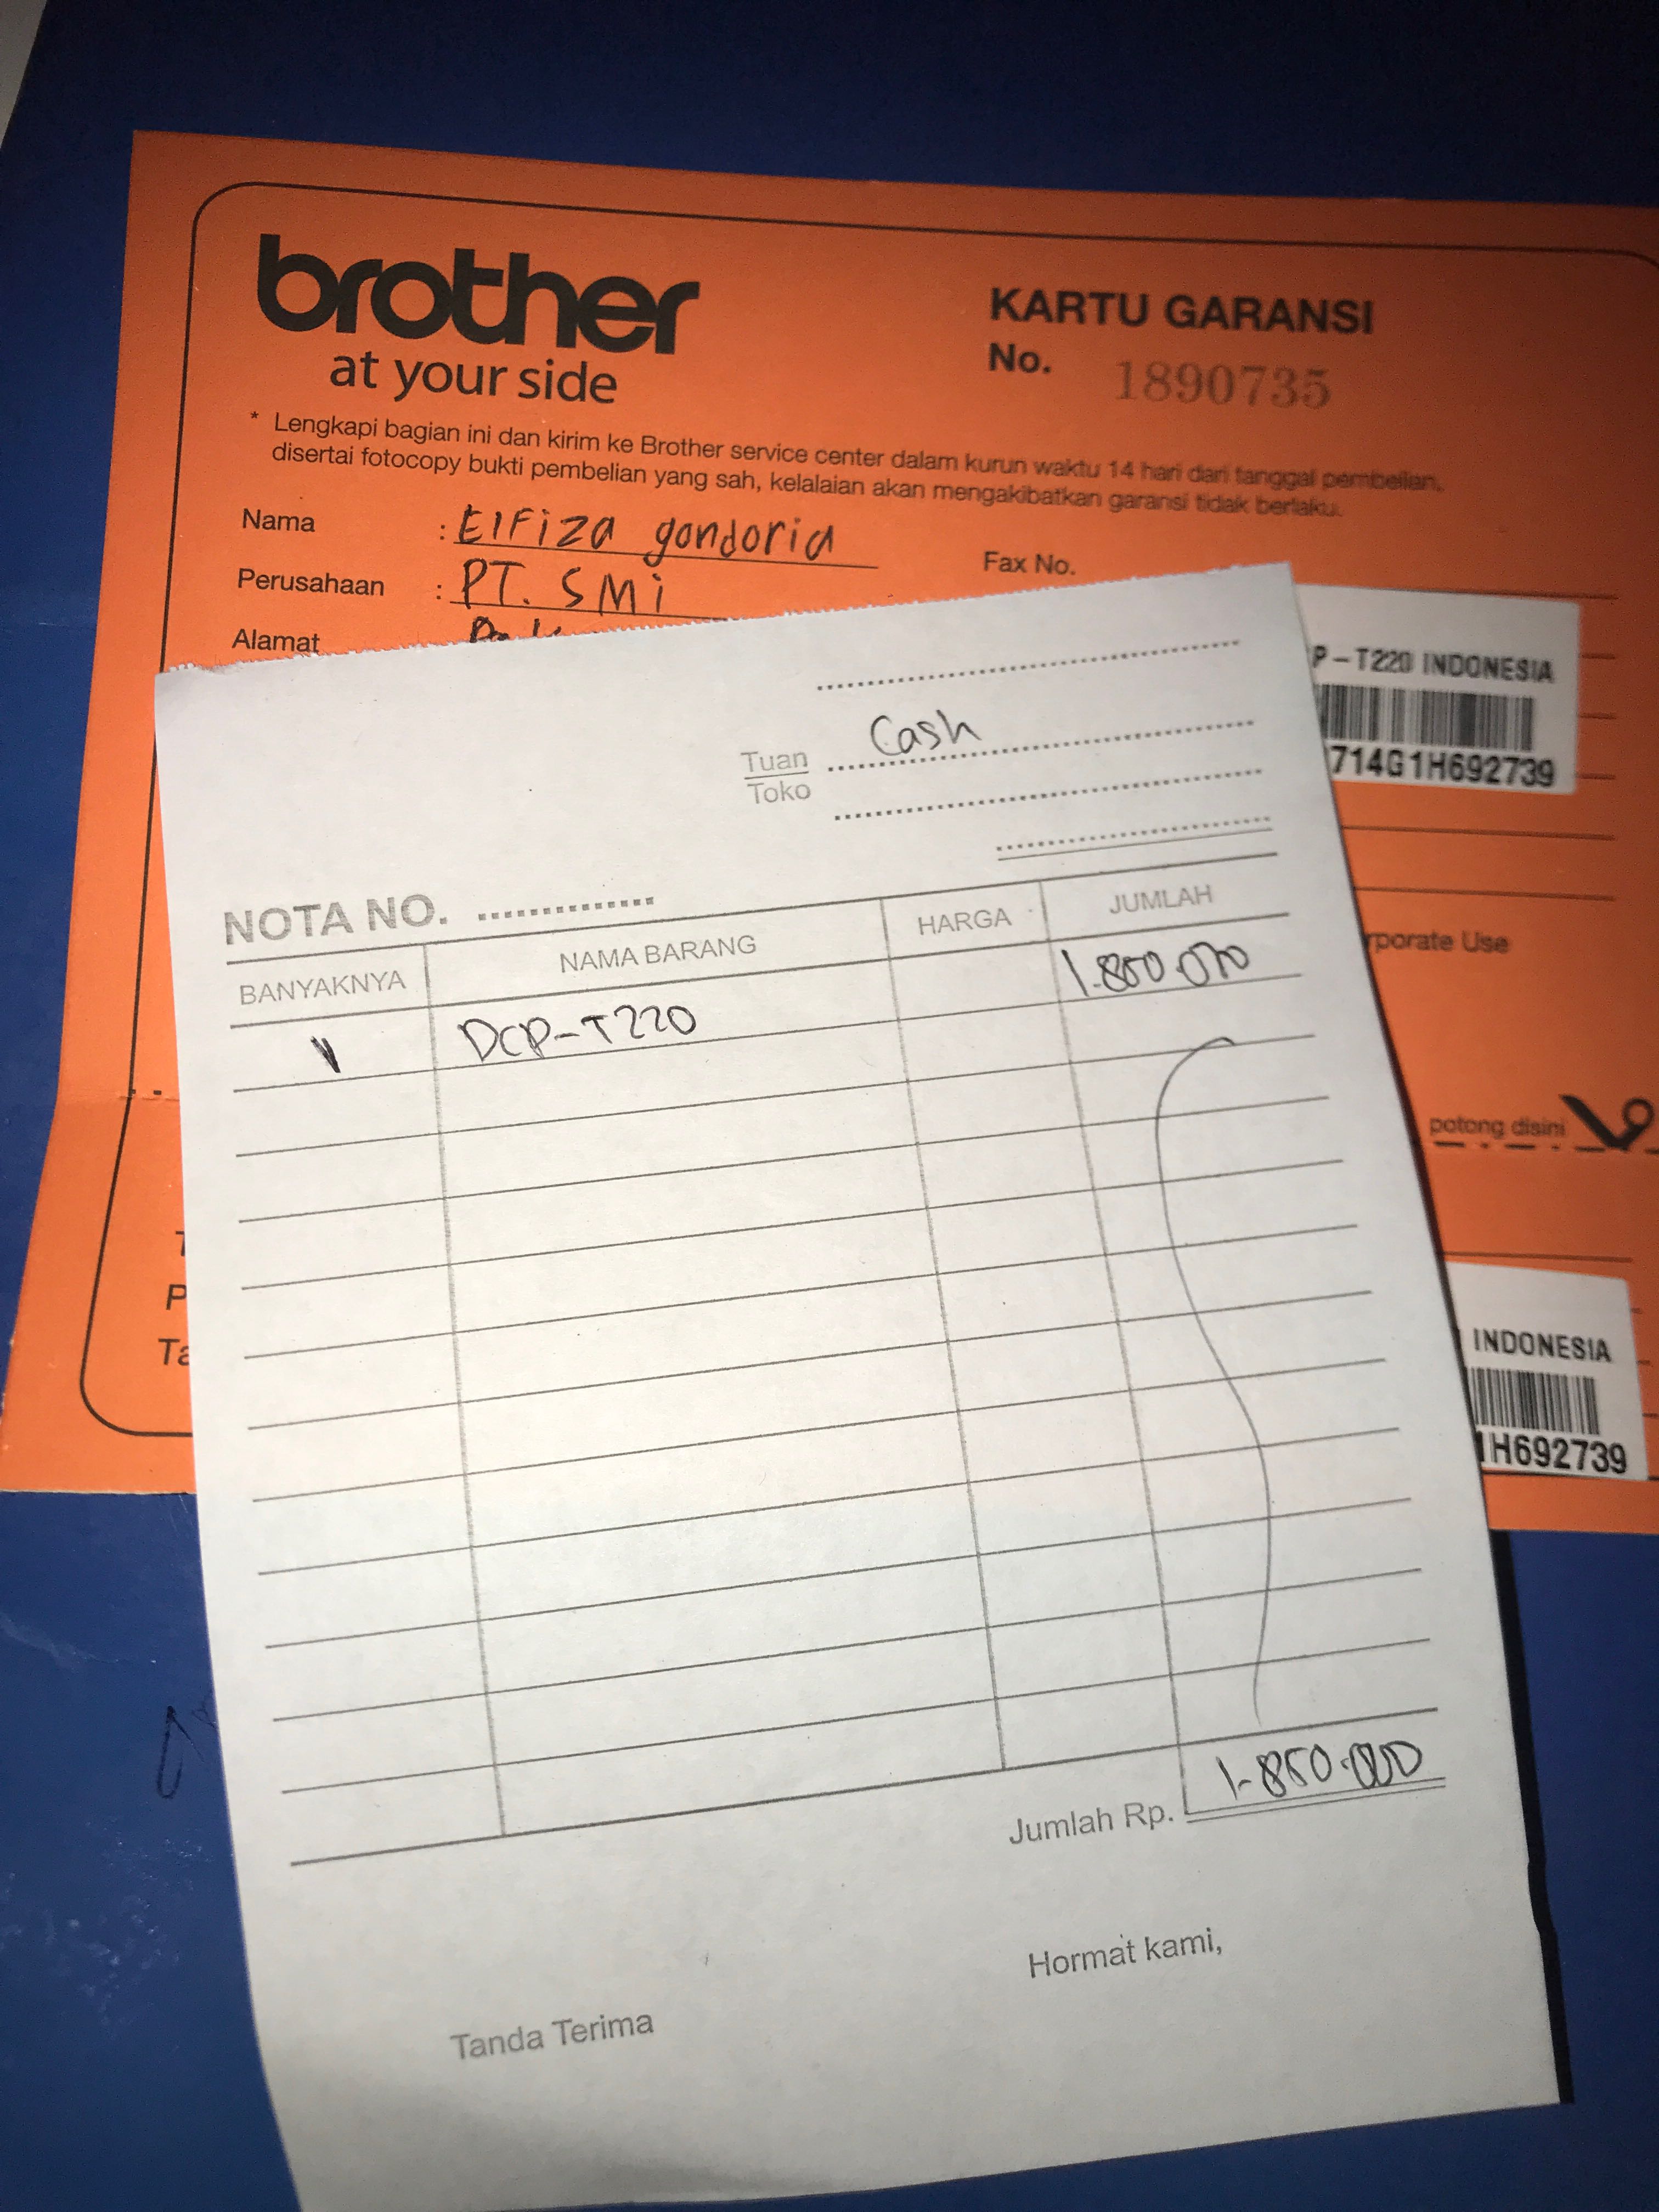 brother
at your side
KARTU GARANSI
No. 1890735
* Lengkapi bagian ini dan kirim ke Brother service center dalam kurun waktu 14 hari dari tanggal pembelian,
disertai fotocopy bukti pembelian yang sah, kelalaian akan mengakibatkan garansi tidak berlaku.
Nama : Elfiza gondoria
Fax No.
Perusahaan : PT. SMi
Alamat
P-T220 INDONESIA
714G1H692739
Cash
Tuan
Toko
NOTA NO.
BANYAKNYA NAMA BARANG HARGA JUMLAH
1 DCP-T220 1.850.000
rporate Use
potong disini
T
P
Ta
INDONESIA
1H692739
Jumlah Rp. 1-850.000
Hormat kami,
Tanda Terima